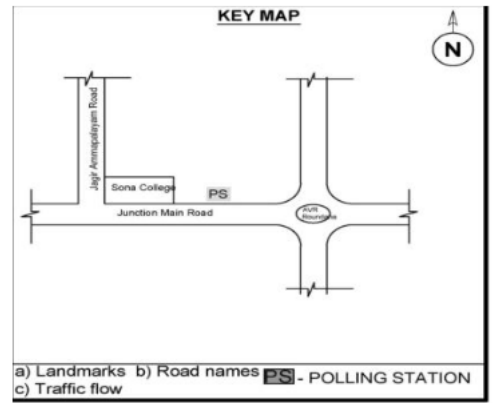 KEY MAP
N
Jagir Ammapalayam Road
Sona College
PS
Junction Main Road
AVR
Roundana
a) Landmarks b) Road names PS - POLLING STATION
c) Traffic flow